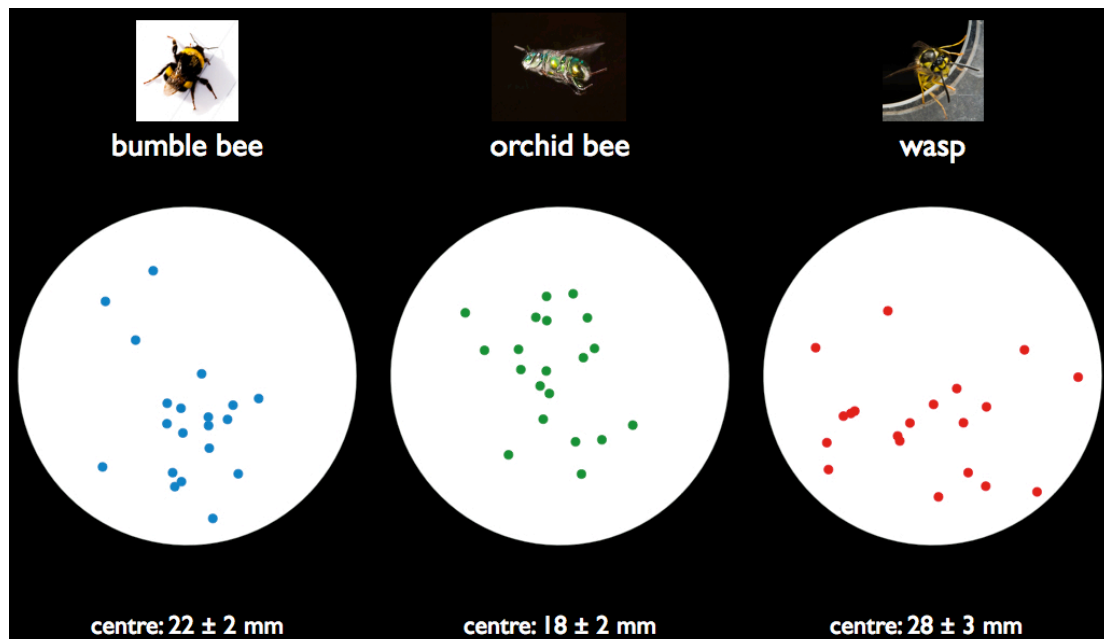 bumble bee
orchid bee
wasp
centre: 22 ± 2 mm
centre: 18 ± 2 mm
centre: 28 ± 3 mm